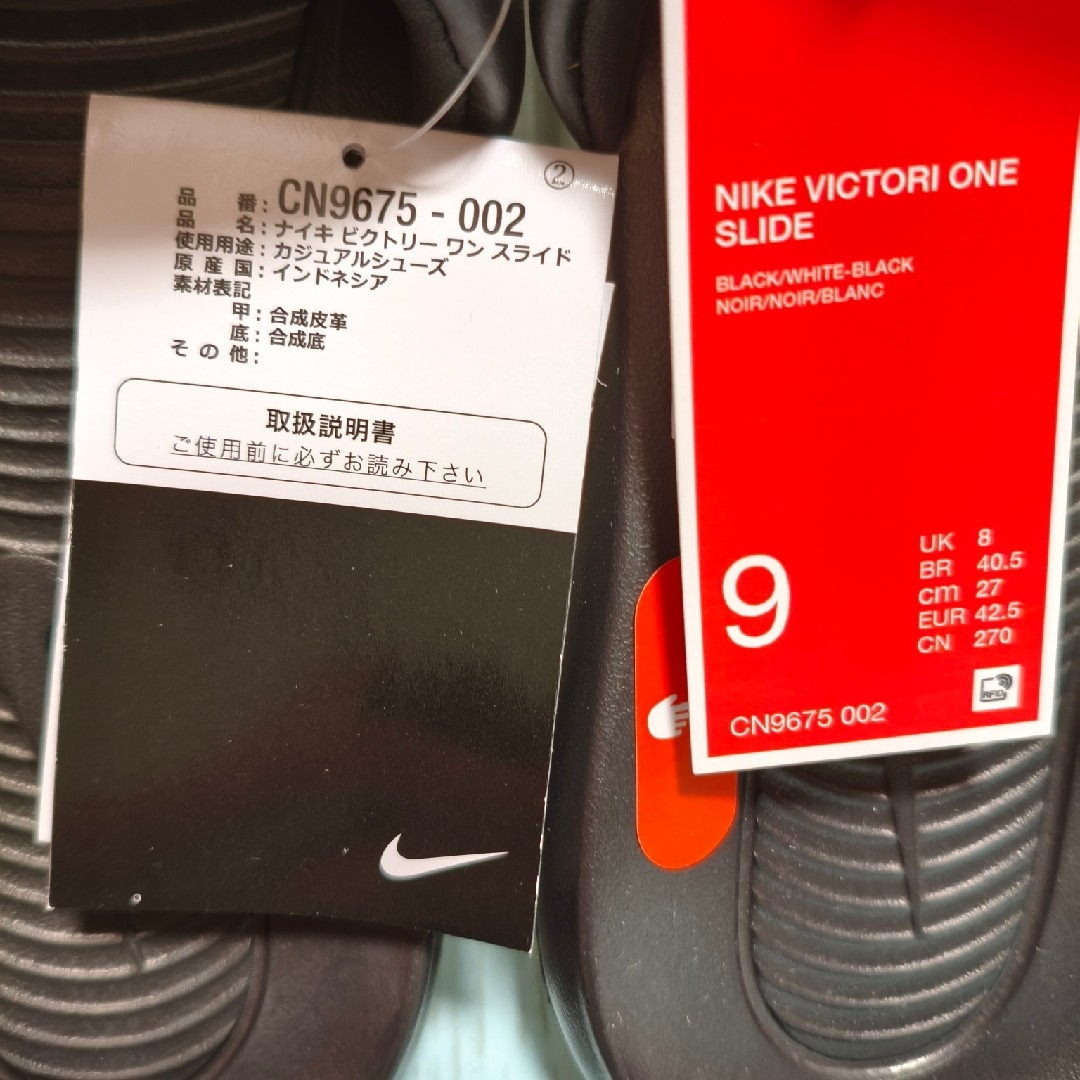 ②
品 番 : CN9675 - 002
品 名 : ナイキ ビクトリー ワン スライド
使用用途 : カジュアルシューズ
原 産 国 : インドネシア
素材表記
甲 : 合成皮革
底 : 合成底
そ の 他 :
取扱説明書
ご使用前に必ずお読み下さい
NIKE VICTORI ONE
SLIDE
BLACK/WHITE-BLACK
NOIR/NOIR/BLANC
9
UK 8
BR 40.5
cm 27
EUR 42.5
CN 270
RFID
CN9675 002